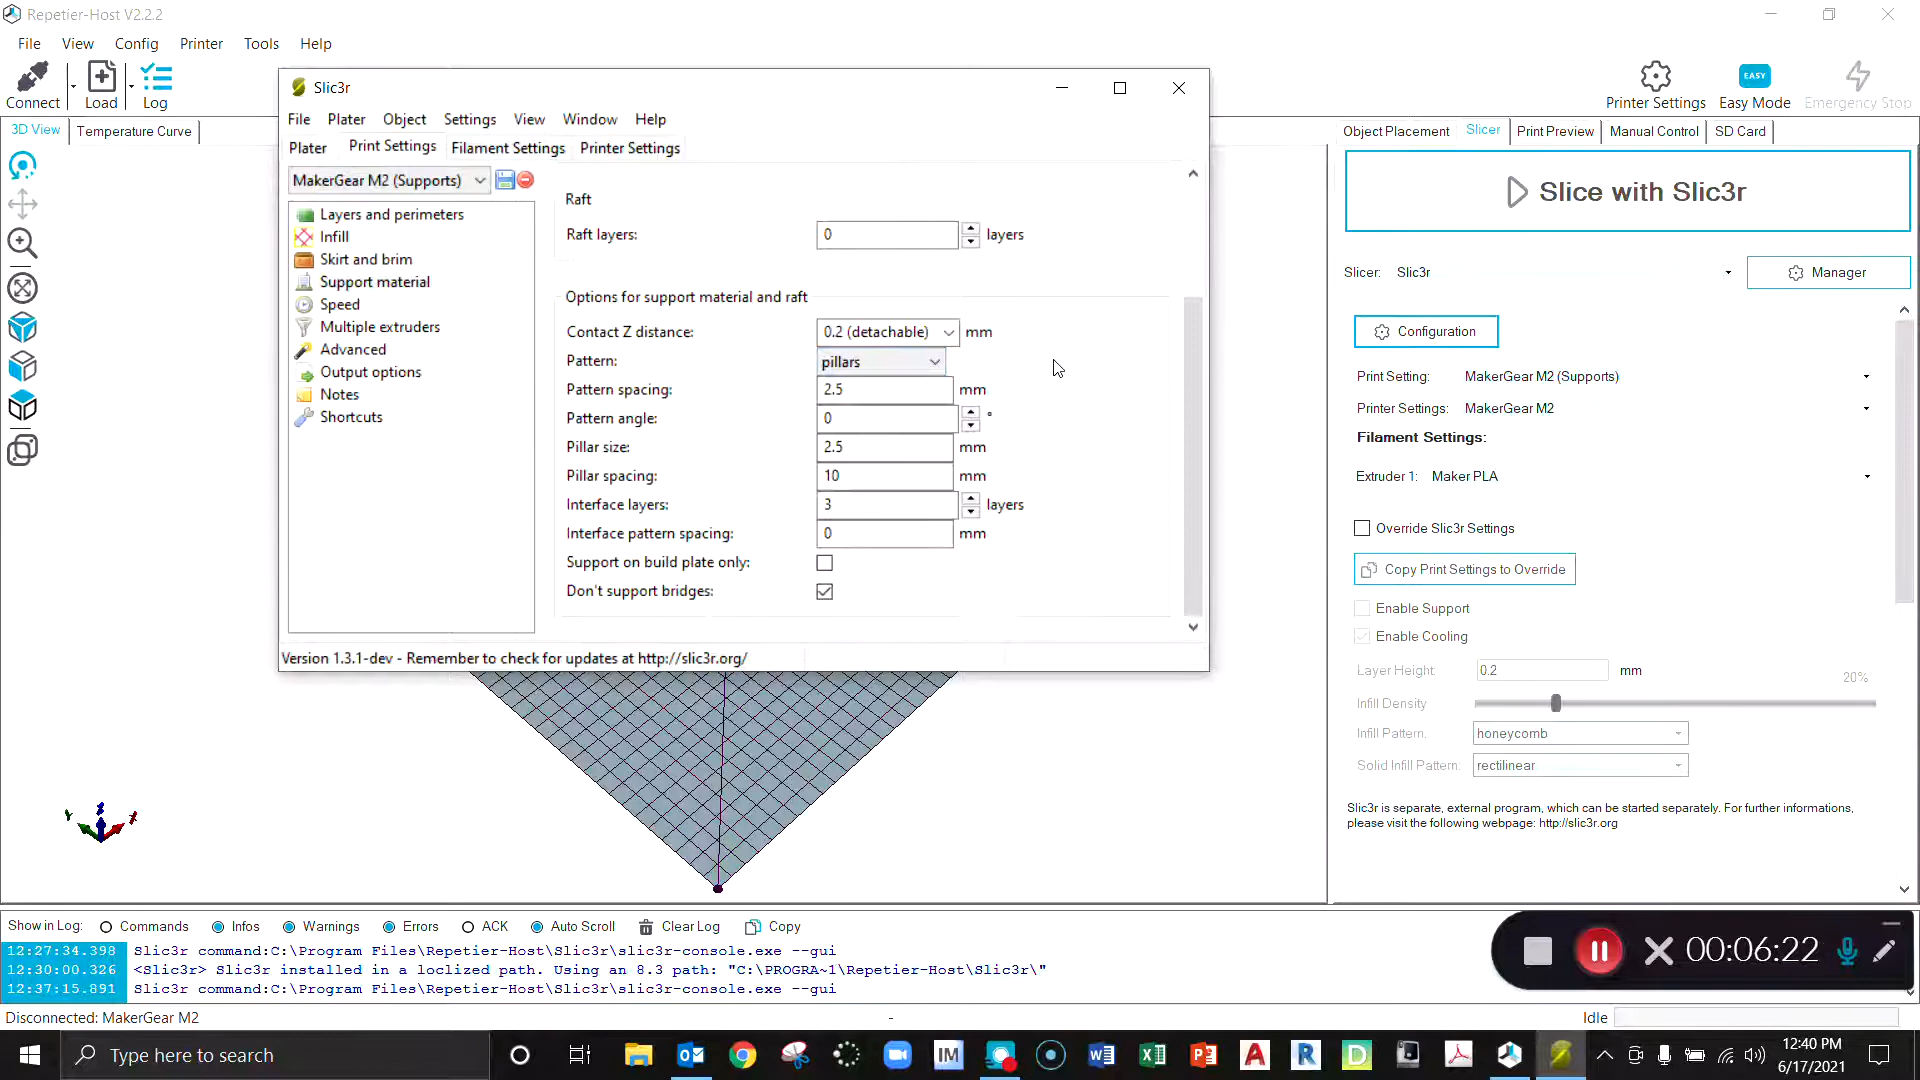 Repetier-Host V2.2.2
File View Config Printer Tools Help
Connect Load Log
Printer Settings EASY Easy Mode Emergency Stop
3D View Temperature Curve
Slic3r
File Plater Object Settings View Window Help
Plater Print Settings Filament Settings Printer Settings
MakerGear M2 (Supports)
Layers and perimeters
Infill
Skirt and brim
Support material
Speed
Multiple extruders
Advanced
Output options
Notes
Shortcuts
Raft
Raft layers: 0 layers
Options for support material and raft
Contact Z distance: 0.2 (detachable) mm
Pattern: pillars
Pattern spacing: 2.5 mm
Pattern angle: 0 °
Pillar size: 2.5 mm
Pillar spacing: 10 mm
Interface layers: 3 layers
Interface pattern spacing: 0 mm
Support on build plate only:
Don't support bridges:
Version 1.3.1-dev - Remember to check for updates at http://slic3r.org/
Object Placement Slicer Print Preview Manual Control SD Card
Slice with Slic3r
Slicer: Slic3r Manager
Configuration
Print Setting: MakerGear M2 (Supports)
Printer Settings: MakerGear M2
Filament Settings:
Extruder 1: Maker PLA
Override Slic3r Settings
Copy Print Settings to Override
Enable Support
Enable Cooling
Layer Height: 0.2 mm
20%
Infill Density
Infill Pattern: honeycomb
Solid Infill Pattern: rectilinear
Slic3r is separate, external program, which can be started separately. For further informations,
please visit the following webpage: http://slic3r.org
Y Z X
Show in Log: Commands Infos Warnings Errors ACK Auto Scroll Clear Log Copy
12:27:34.398 Slic3r command:C:\Program Files\Repetier-Host\Slic3r\slic3r-console.exe --gui
12:30:00.326 <Slic3r> Slic3r installed in a loclized path. Using an 8.3 path: "C:\PROGRA~1\Repetier-Host\Slic3r\"
12:37:15.891 Slic3r command:C:\Program Files\Repetier-Host\Slic3r\slic3r-console.exe --gui
00:06:22
Disconnected: MakerGear M2 - Idle
Type here to search
IM
12:40 PM
6/17/2021